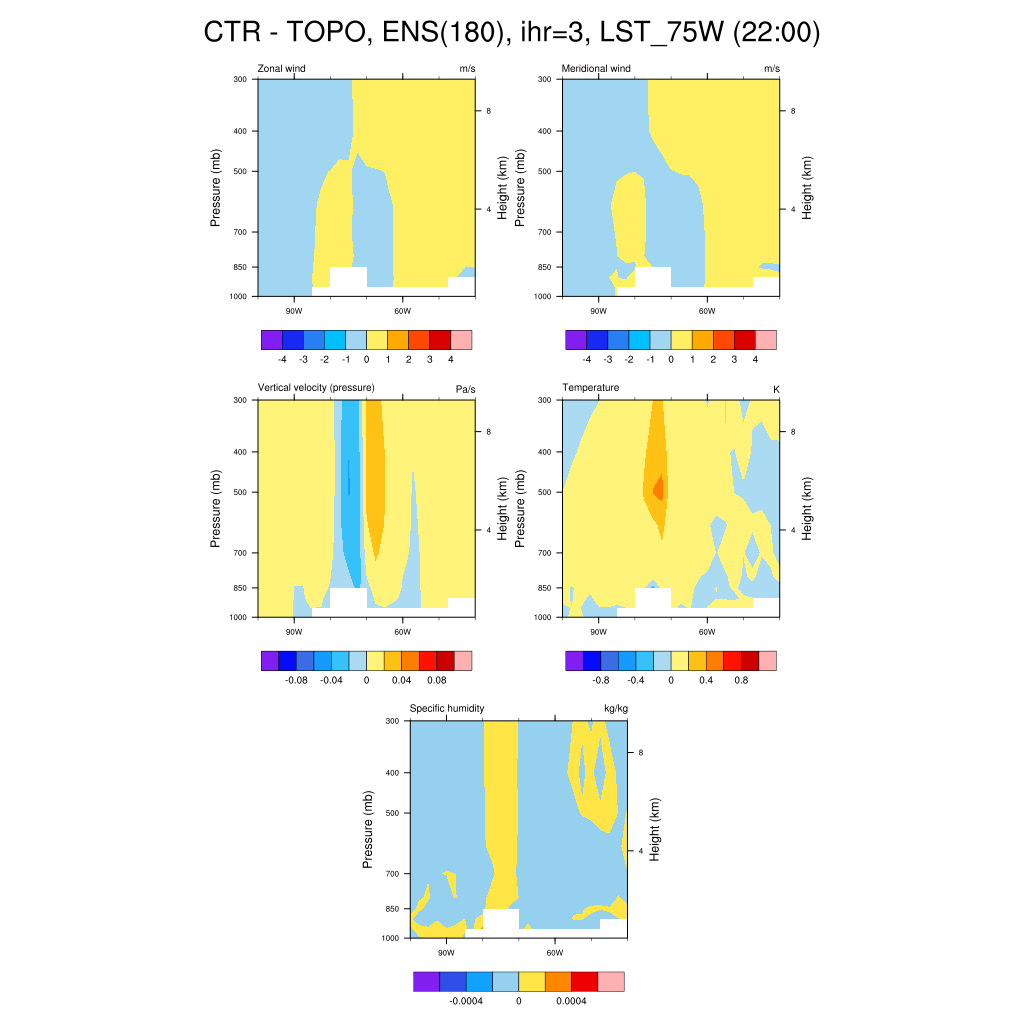 CTR - TOPO, ENS(180), ihr=3, LST_75W (22:00)
Zonal wind m/s
Meridional wind m/s
300
400
500
700
850
1000
Pressure (mb)
8
4
Height (km)
90W 60W
300
400
500
700
850
1000
Pressure (mb)
8
4
Height (km)
90W 60W
-4 -3 -2 -1 0 1 2 3 4
-4 -3 -2 -1 0 1 2 3 4
Vertical velocity (pressure) Pa/s
Temperature K
300
400
500
700
850
1000
Pressure (mb)
8
4
Height (km)
90W 60W
300
400
500
700
850
1000
Pressure (mb)
8
4
Height (km)
90W 60W
-0.08 -0.04 0 0.04 0.08
-0.8 -0.4 0 0.4 0.8
Specific humidity kg/kg
300
400
500
700
850
1000
Pressure (mb)
8
4
Height (km)
90W 60W
-0.0004 0 0.0004